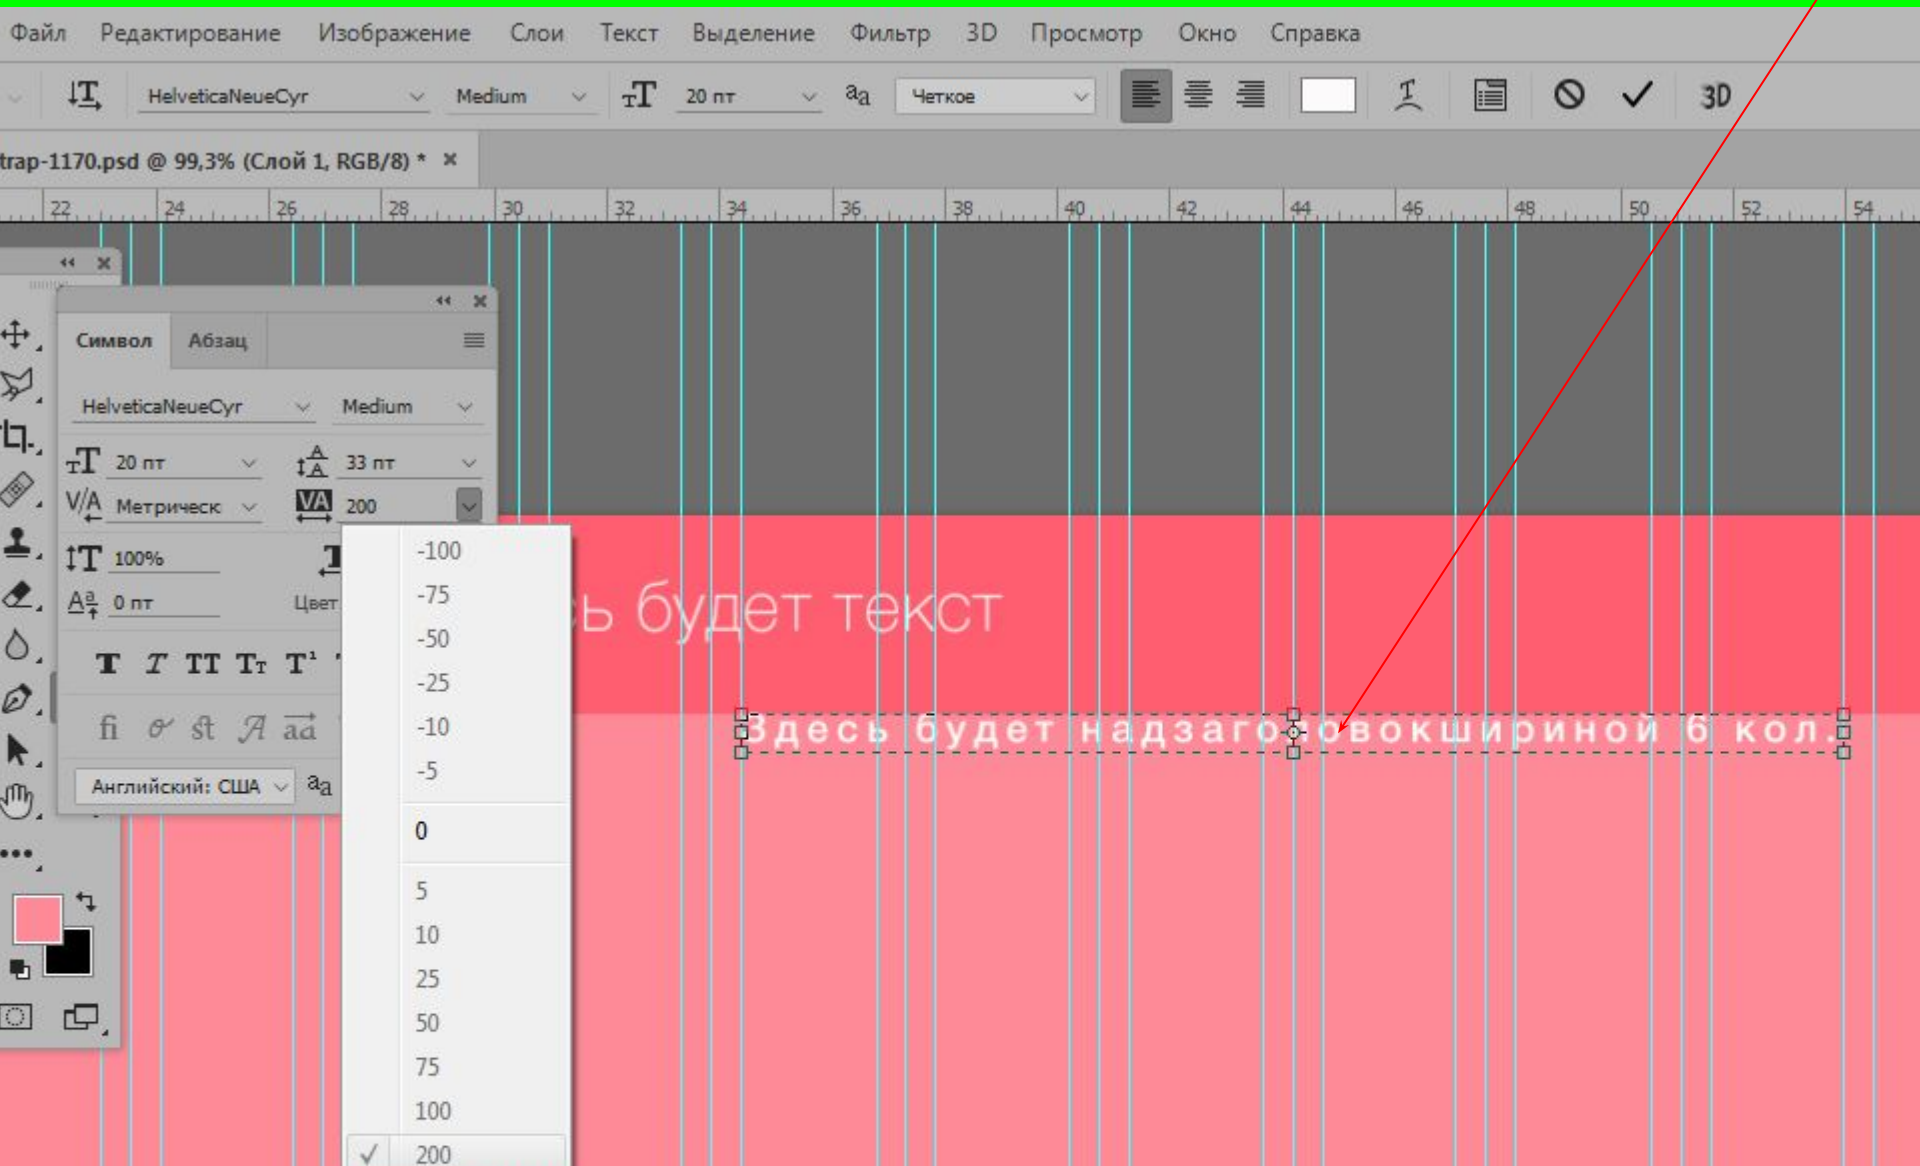 Файл Редактирование Изображение Слои Текст Выделение Фильтр 3D Просмотр Окно Справка
HelveticaNeueCyr Medium 20 пт aа Четкое 3D
trap-1170.psd @ 99,3% (Слой 1, RGB/8) *
22 24 26 28 30 32 34 36 38 40 42 44 46 48 50 52 54
Символ Абзац
HelveticaNeueCyr Medium
20 пт 33 пт
Метрическ 200
100%
0 пт Цвет
Английский: США aа
-100
-75
-50
-25
-10
-5
0
5
10
25
50
75
100
200
ь будет текст
Здесь будет надзаголовокшириной 6 кол.